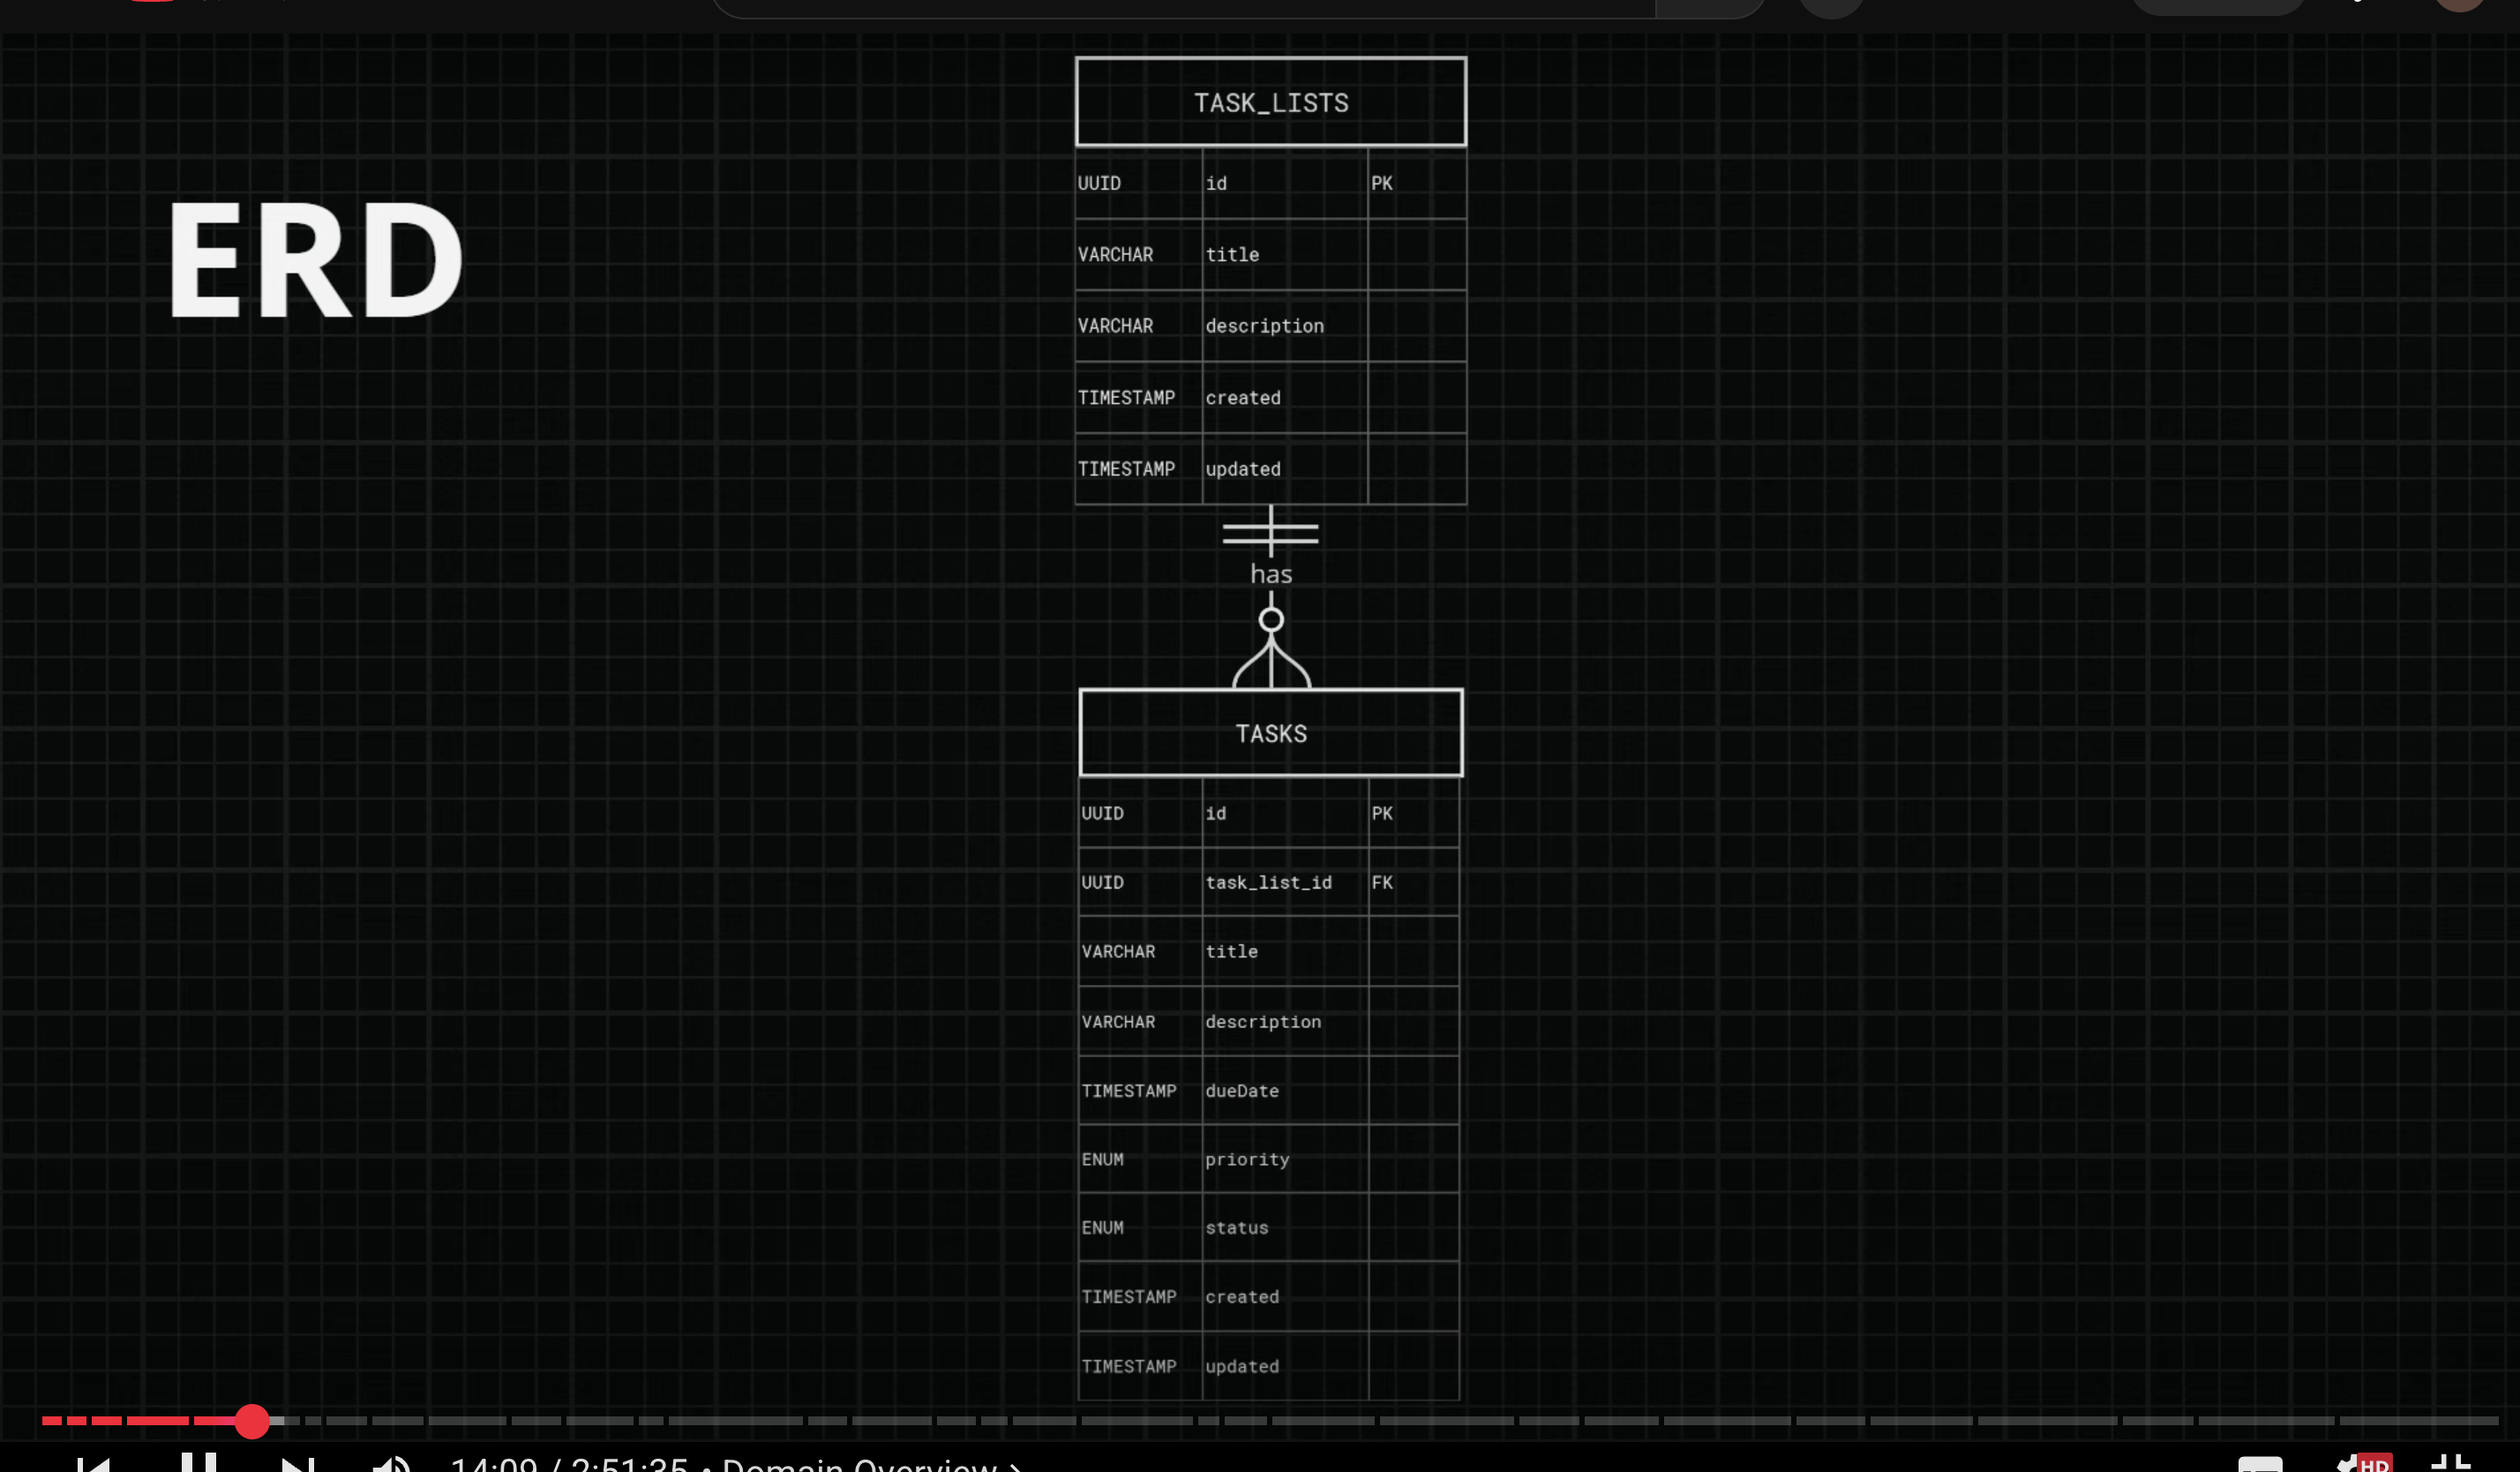 ERD
TASK_LISTS
UUID id PK
VARCHAR title
VARCHAR description
TIMESTAMP created
TIMESTAMP updated
has
TASKS
UUID id PK
UUID task_list_id FK
VARCHAR title
VARCHAR description
TIMESTAMP dueDate
ENUM priority
ENUM status
TIMESTAMP created
TIMESTAMP updated
14:09 / 2:51:35 • Domain Overview
HD